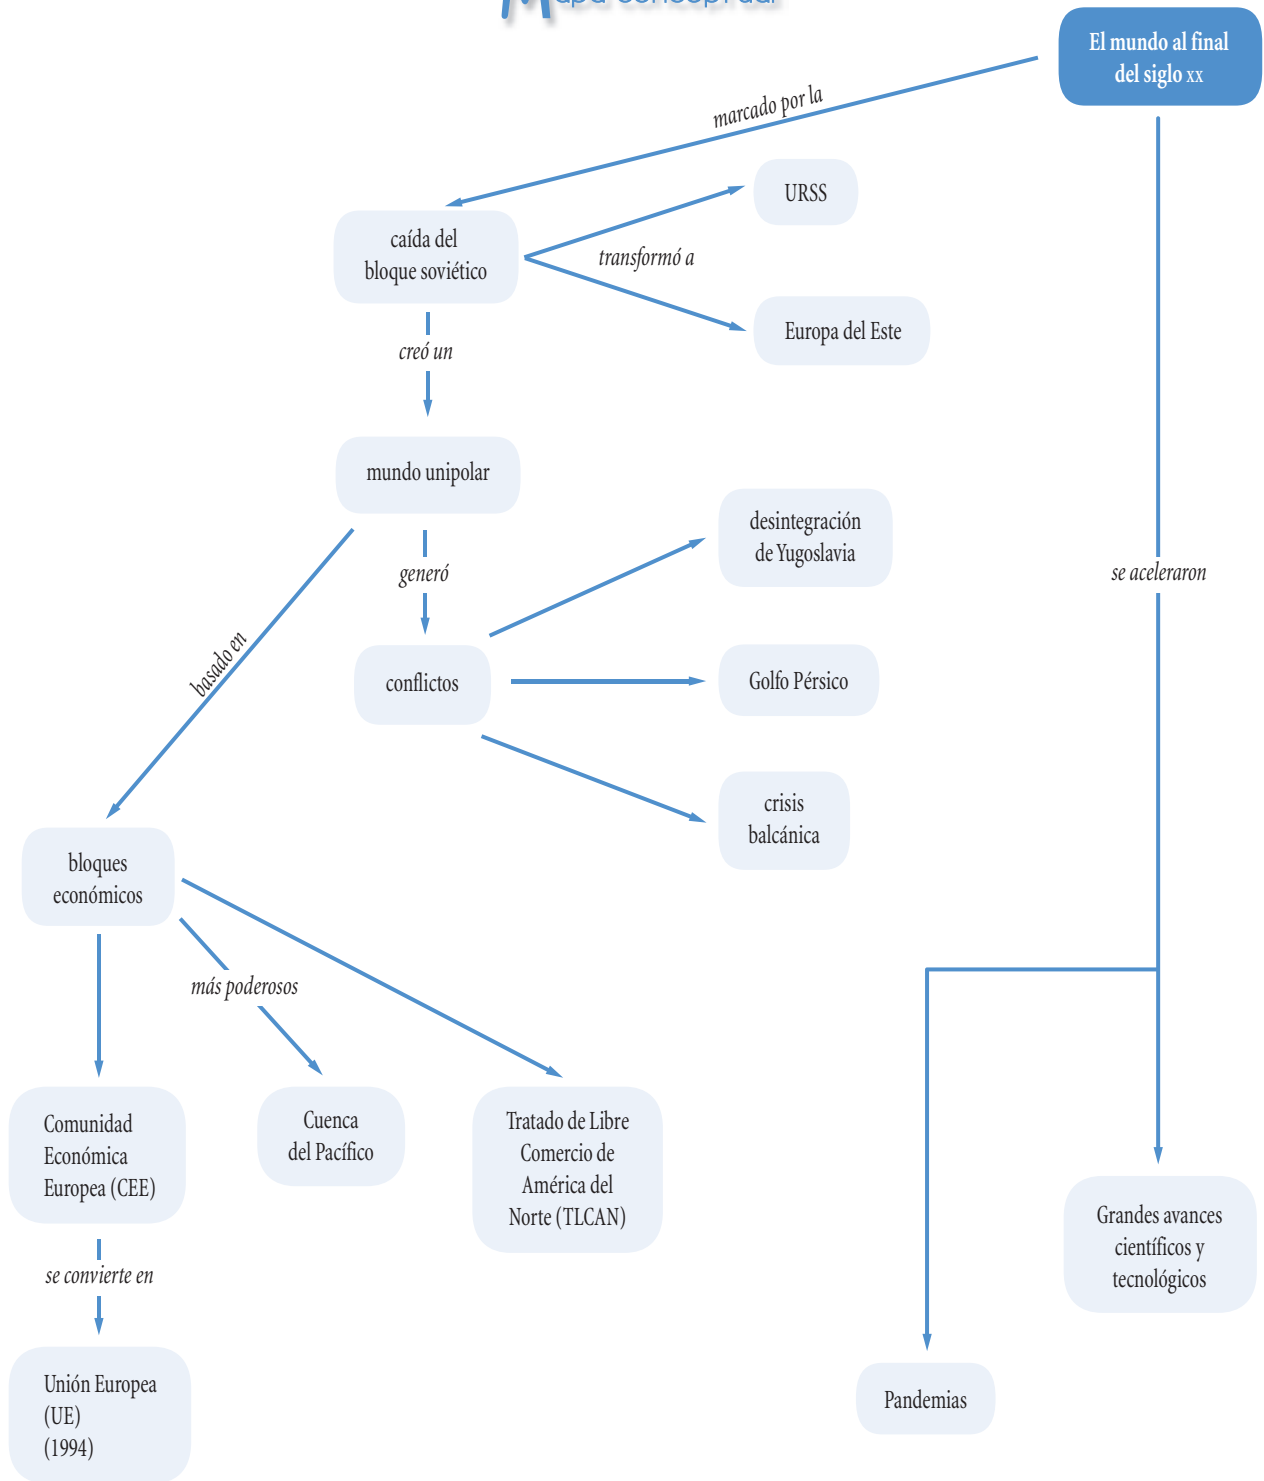 Mapa conceptual
El mundo al final
del siglo xx
marcado por la
URSS
caída del
bloque soviético
transformó a
Europa del Este
creó un
mundo unipolar
desintegración
de Yugoslavia
generó
se aceleraron
basado en
conflictos
Golfo Pérsico
crisis
balcánica
bloques
económicos
más poderosos
Comunidad
Económica
Europea (CEE)
Cuenca
del Pacífico
Tratado de Libre
Comercio de
América del
Norte (TLCAN)
Grandes avances
científicos y
tecnológicos
se convierte en
Unión Europea
(UE)
(1994)
Pandemias